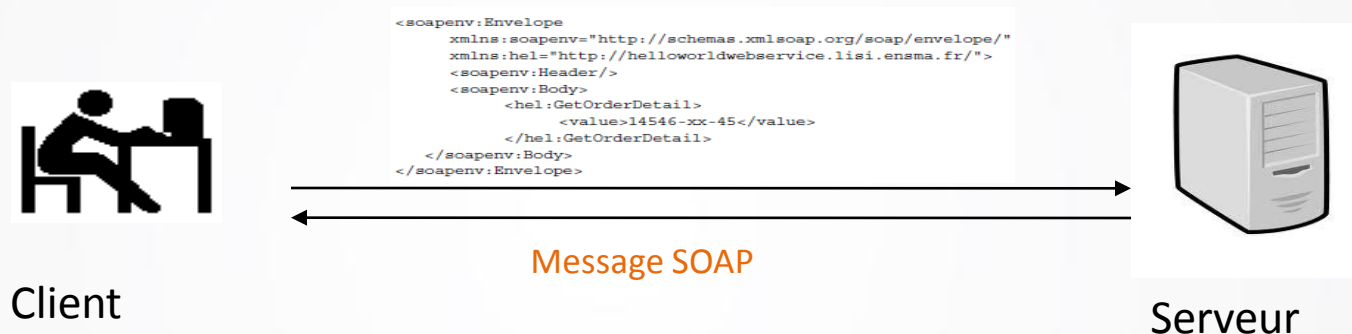 <soapenv:Envelope
xmlns:soapenv="http://schemas.xmlsoap.org/soap/envelope/"
xmlns:hel="http://helloworldwebservice.lisi.ensma.fr/">
<soapenv:Header/>
<soapenv:Body>
<hel:GetOrderDetail>
<value>14546-xx-45</value>
</hel:GetOrderDetail>
</soapenv:Body>
</soapenv:Envelope>
Message SOAP
Client
Serveur